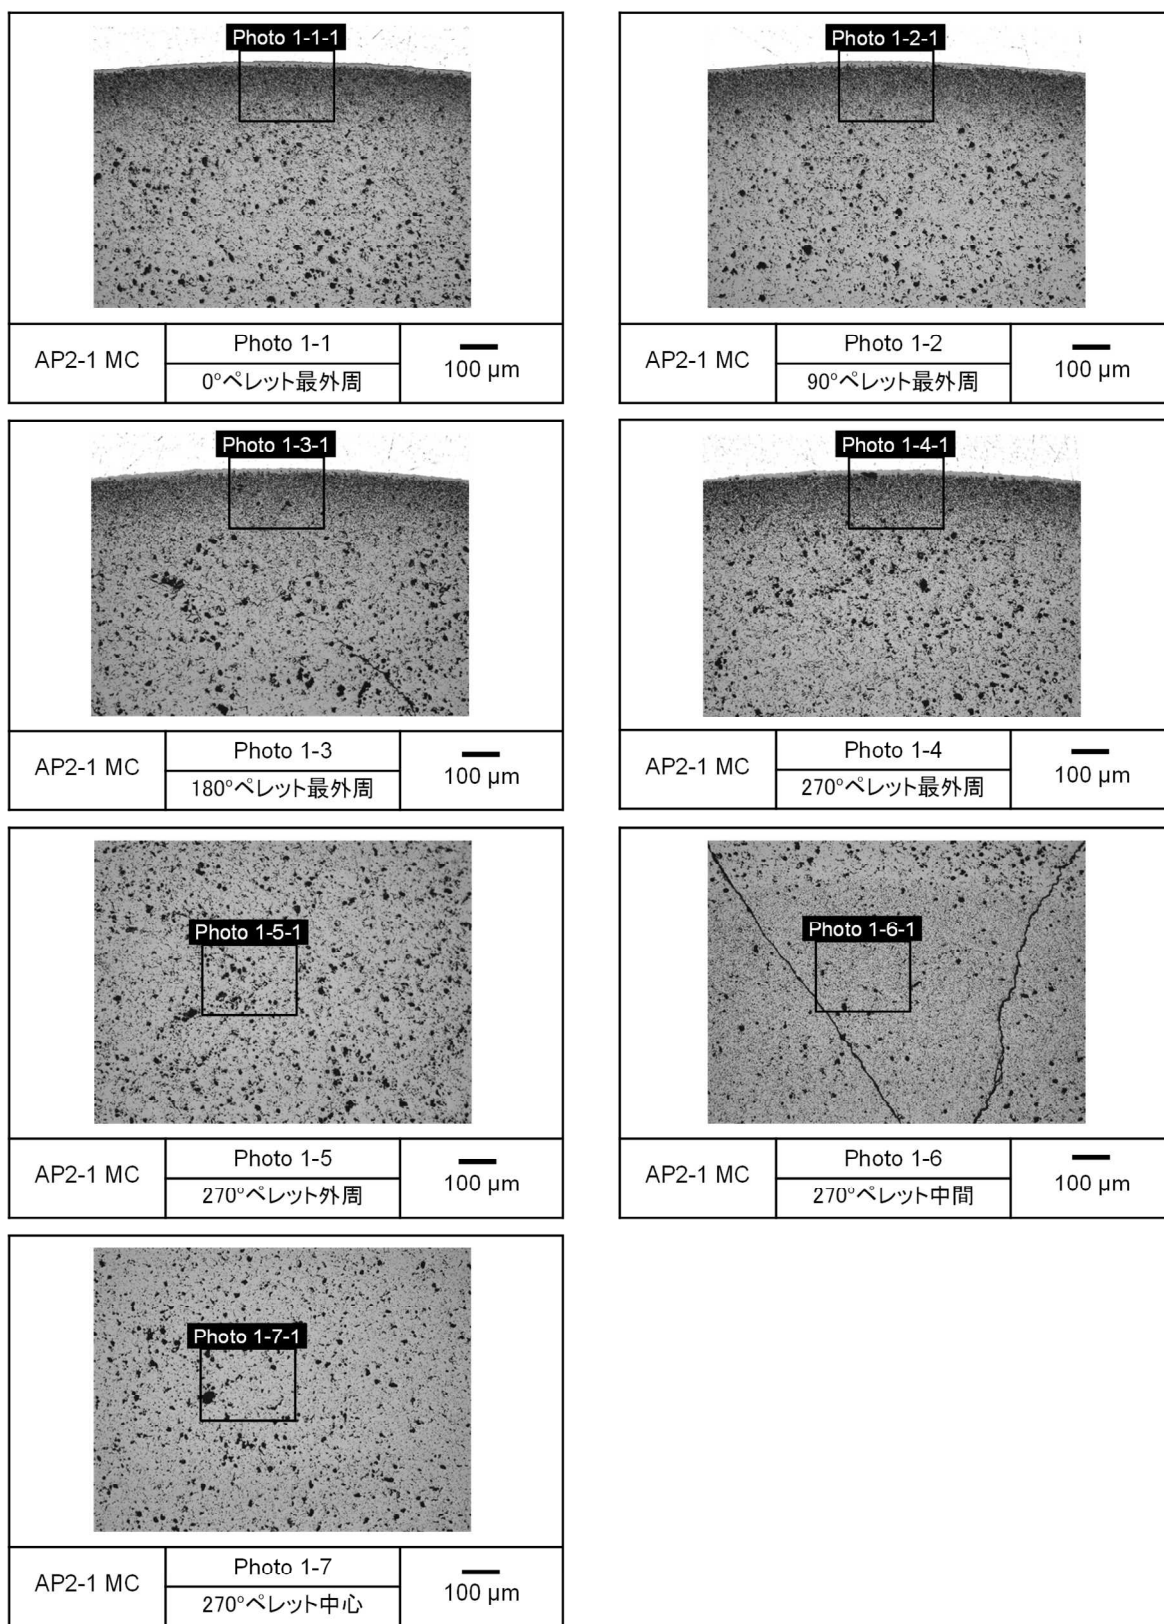 Photo 1-1-1
AP2-1 MC
Photo 1-1
0°ペレット最外周
100 μm
Photo 1-2-1
AP2-1 MC
Photo 1-2
90°ペレット最外周
100 μm
Photo 1-3-1
AP2-1 MC
Photo 1-3
180°ペレット最外周
100 μm
Photo 1-4-1
AP2-1 MC
Photo 1-4
270°ペレット最外周
100 μm
Photo 1-5-1
AP2-1 MC
Photo 1-5
270°ペレット外周
100 μm
Photo 1-6-1
AP2-1 MC
Photo 1-6
270°ペレット中間
100 μm
Photo 1-7-1
AP2-1 MC
Photo 1-7
270°ペレット中心
100 μm